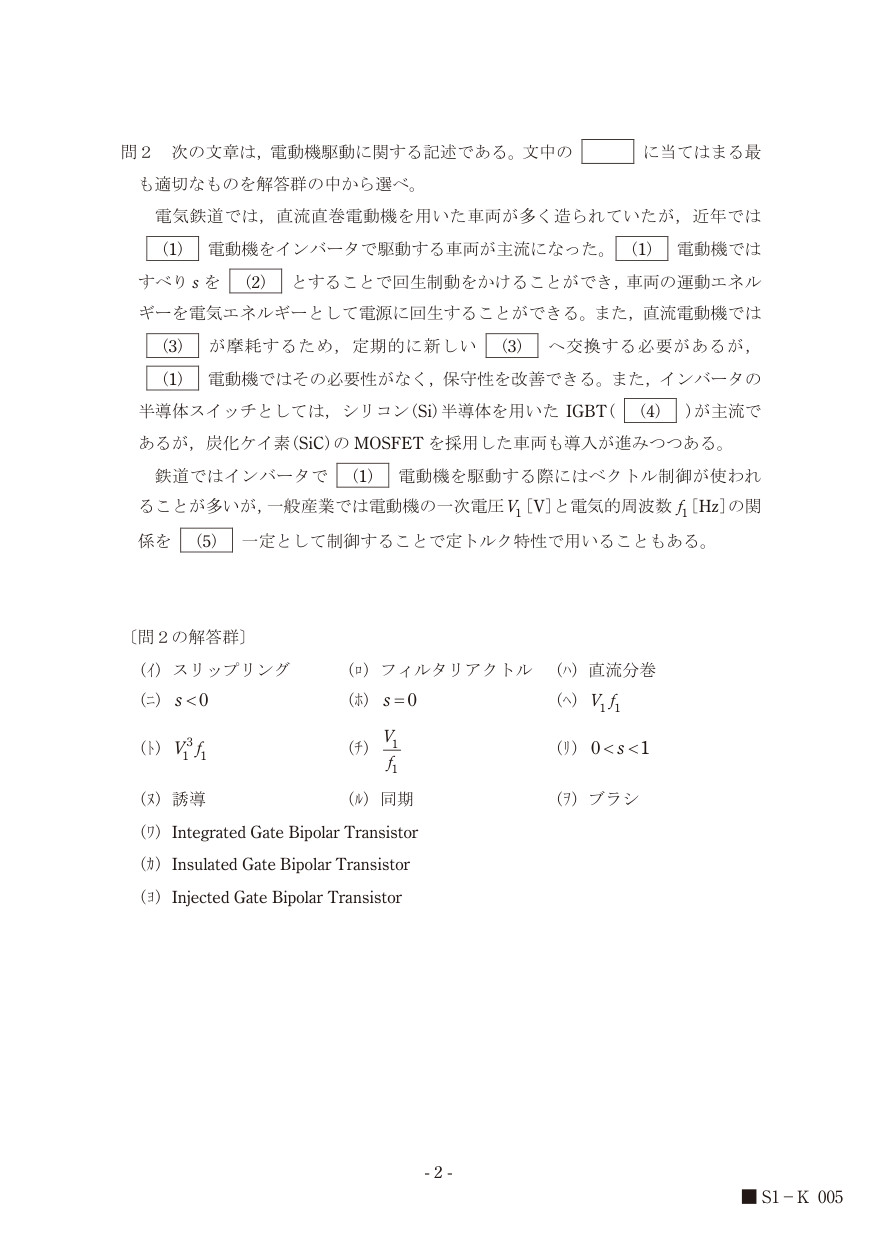 問２　次の文章は，電動機駆動に関する記述である。文中の　　　に当てはまる最
も適切なものを解答群の中から選べ。
電気鉄道では，直流直巻電動機を用いた車両が多く造られていたが，近年では
(1) 電動機をインバータで駆動する車両が主流になった。 (1) 電動機では
すべり s を (2) とすることで回生制動をかけることができ，車両の運動エネル
ギーを電気エネルギーとして電源に回生することができる。また，直流電動機では
(3) が摩耗するため，定期的に新しい (3) へ交換する必要があるが，
(1) 電動機ではその必要性がなく，保守性を改善できる。また，インバータの
半導体スイッチとしては，シリコン(Si)半導体を用いた IGBT( (4) )が主流で
あるが，炭化ケイ素(SiC)の MOSFET を採用した車両も導入が進みつつある。
鉄道ではインバータで (1) 電動機を駆動する際にはベクトル制御が使われ
ることが多いが，一般産業では電動機の一次電圧 V₁ [V]と電気的周波数 f₁ [Hz]の関
係を (5) 一定として制御することで定トルク特性で用いることもある。
〔問２の解答群〕
(ｲ) スリップリング (ﾛ) フィルタリアクトル (ﾊ) 直流分巻
(ﾆ) s＜0 (ﾎ) s＝0 (ﾍ) V₁f₁
(ﾄ) V₁³f₁ (ﾁ) V₁/f₁ (ﾘ) 0＜s＜1
(ﾇ) 誘導 (ﾙ) 同期 (ｦ) ブラシ
(ﾜ) Integrated Gate Bipolar Transistor
(ｶ) Insulated Gate Bipolar Transistor
(ﾖ) Injected Gate Bipolar Transistor
- 2 -
■ S1－K 005